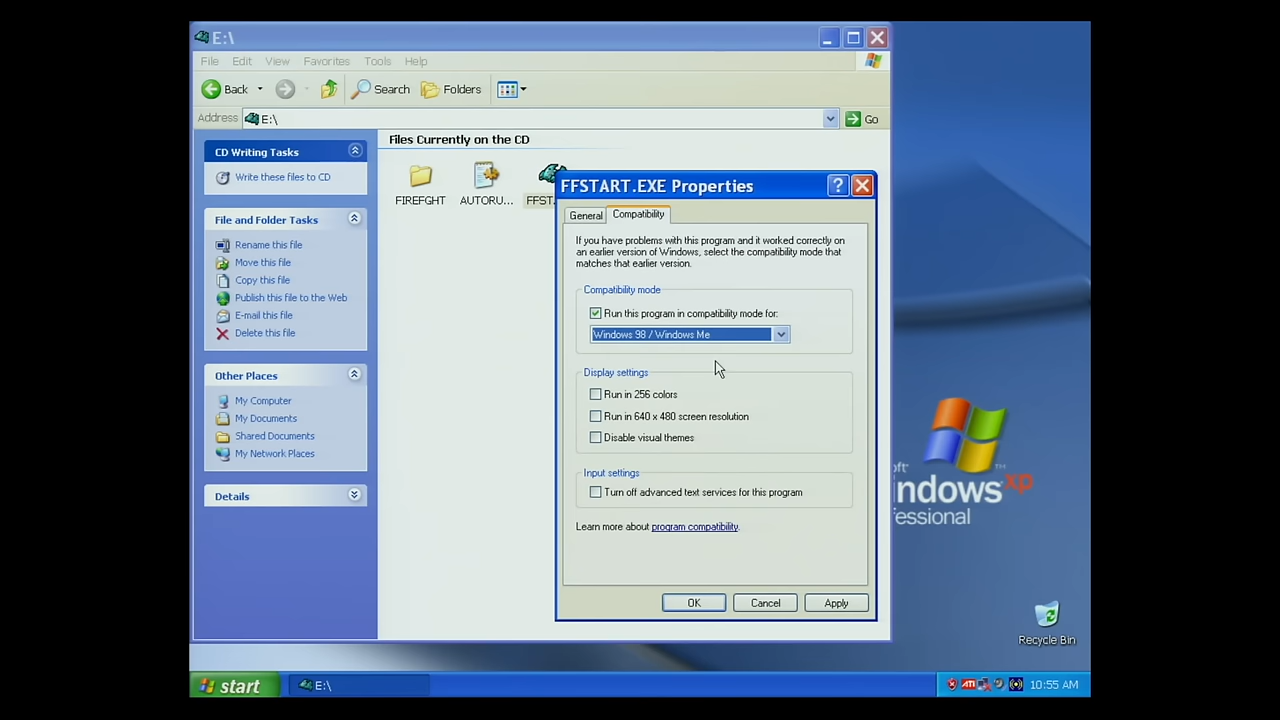 E:\
File Edit View Favorites Tools Help
Back Search Folders
Address E:\ Go
Files Currently on the CD
CD Writing Tasks
Write these files to CD
File and Folder Tasks
Rename this file
Move this file
Copy this file
Publish this file to the Web
E-mail this file
Delete this file
Other Places
My Computer
My Documents
Shared Documents
My Network Places
Details
FIREFGHT AUTORU... FFST
FFSTART.EXE Properties
General Compatibility
If you have problems with this program and it worked correctly on
an earlier version of Windows, select the compatibility mode that
matches that earlier version.
Compatibility mode
Run this program in compatibility mode for:
Windows 98 / Windows Me
Display settings
Run in 256 colors
Run in 640 x 480 screen resolution
Disable visual themes
Input settings
Turn off advanced text services for this program
Learn more about program compatibility.
OK Cancel Apply
oft
ndows xp
fessional
Recycle Bin
start E:\ ATI 10:55 AM